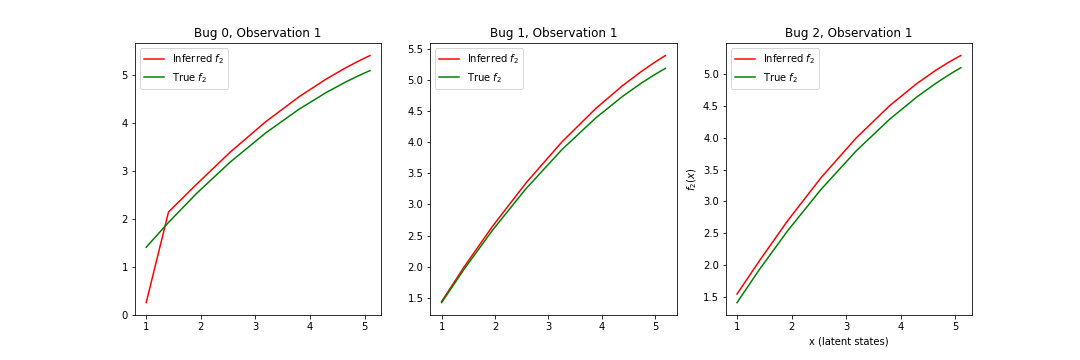 Bug 0, Observation 1
Inferred f₂
True f₂
5
4
3
2
1
0
1 2 3 4 5
Bug 1, Observation 1
Inferred f₂
True f₂
5.5
5.0
4.5
4.0
3.5
3.0
2.5
2.0
1.5
1 2 3 4 5
Bug 2, Observation 1
Inferred f₂
True f₂
f₂(x)
5.0
4.5
4.0
3.5
3.0
2.5
2.0
1.5
1 2 3 4 5
x (latent states)